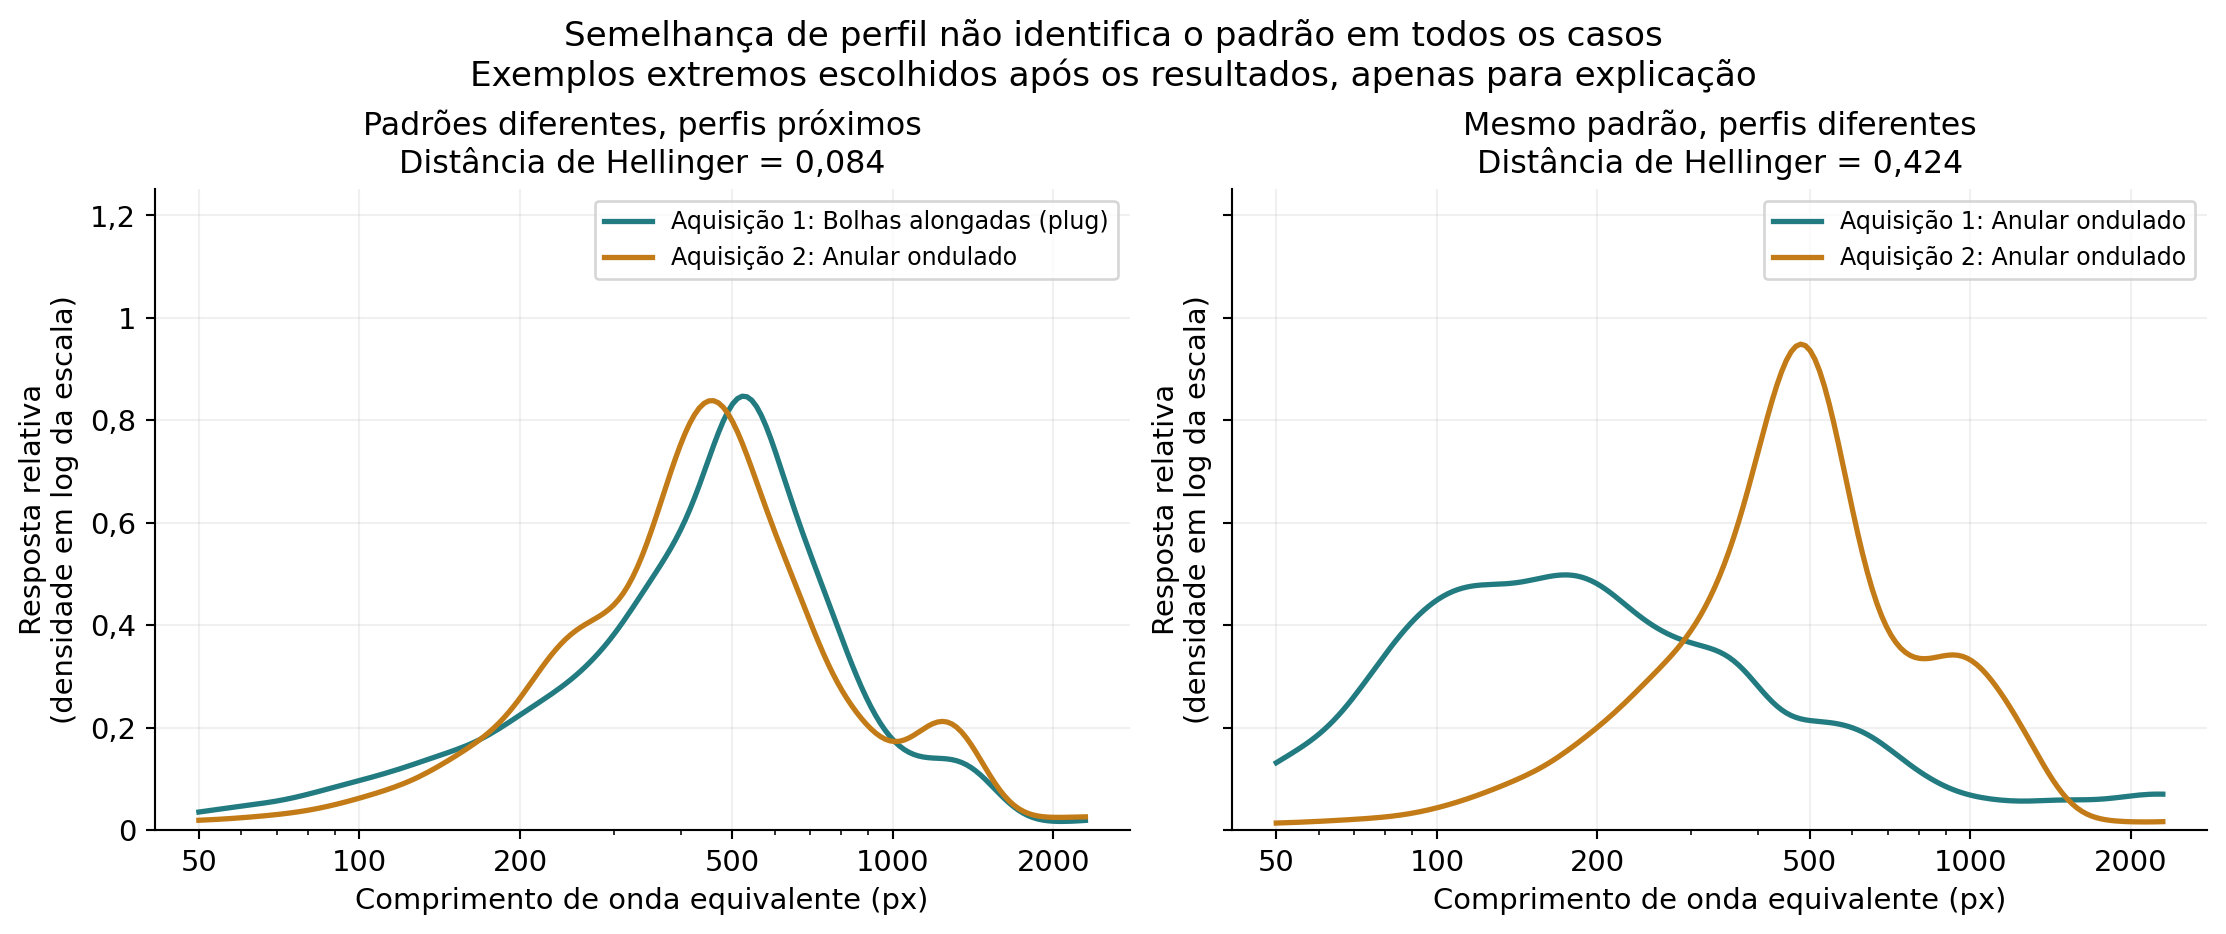 Semelhança de perfil não identifica o padrão em todos os casos
Exemplos extremos escolhidos após os resultados, apenas para explicação
Padrões diferentes, perfis próximos
Distância de Hellinger = 0,084
Aquisição 1: Bolhas alongadas (plug)
Aquisição 2: Anular ondulado
Resposta relativa
(densidade em log da escala)
1,2
1
0,8
0,6
0,4
0,2
0
50 100 200 500 1000 2000
Comprimento de onda equivalente (px)
Mesmo padrão, perfis diferentes
Distância de Hellinger = 0,424
Aquisição 1: Anular ondulado
Aquisição 2: Anular ondulado
Resposta relativa
(densidade em log da escala)
50 100 200 500 1000 2000
Comprimento de onda equivalente (px)